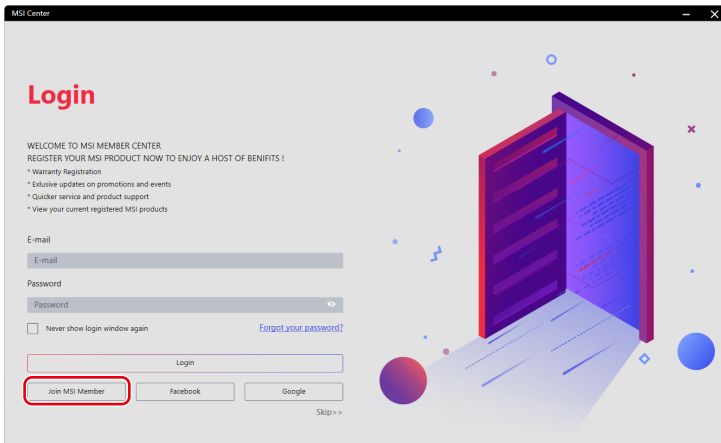 MSI Center
Login
WELCOME TO MSI MEMBER CENTER
REGISTER YOUR MSI PRODUCT NOW TO ENJOY A HOST OF BENIFITS !
* Warranty Registration
* Exlusive updates on promotions and events
* Quicker service and product support
* View your current registered MSI products
E-mail
E-mail
Password
Password
Never show login window again Forgot your password?
Login
Join MSI Member Facebook Google
Skip>>